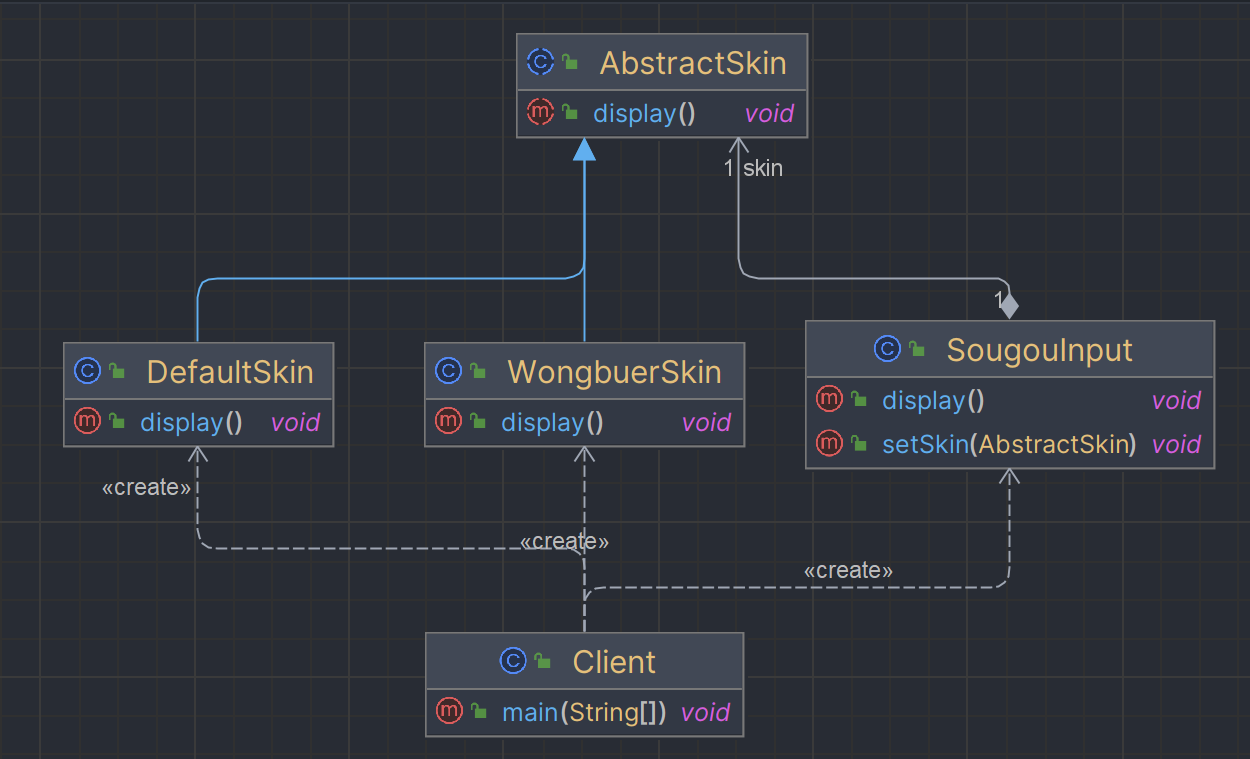 AbstractSkin
display() void
1 skin
1
DefaultSkin
display() void
WongbuerSkin
display() void
SougouInput
display() void
setSkin(AbstractSkin) void
«create»
«create»
«create»
Client
main(String[]) void